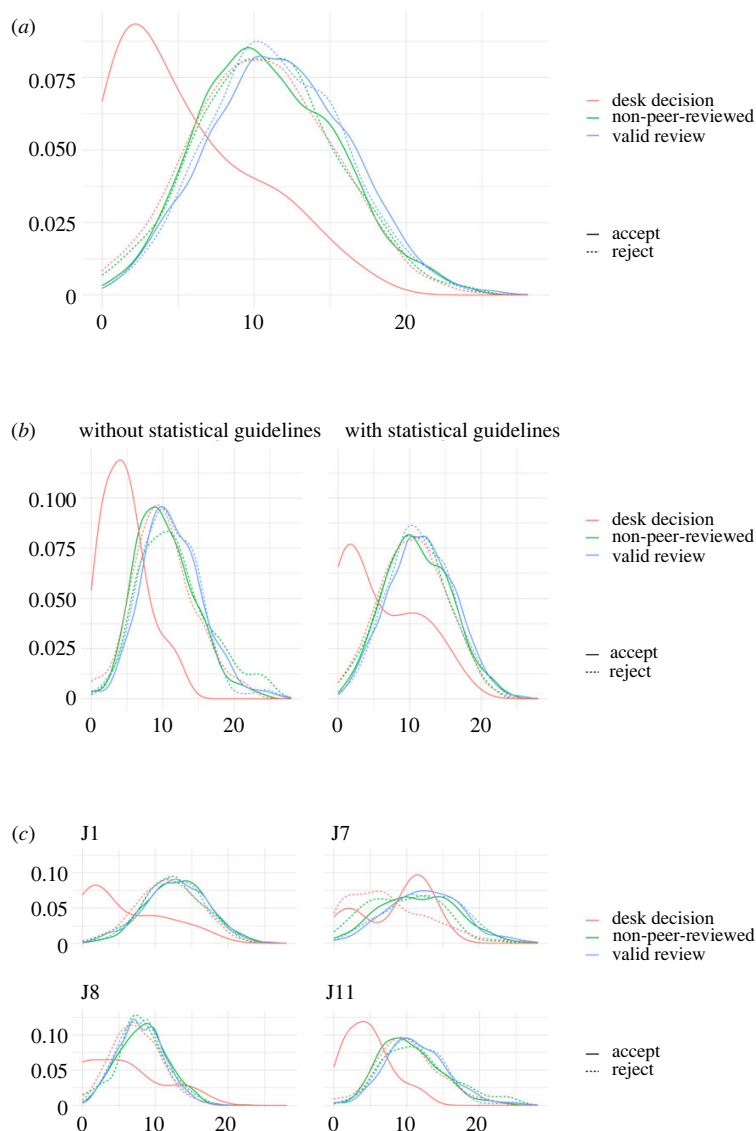 (a)
0.075
0.050
0.025
0
0 10 20
desk decision
non-peer-reviewed
valid review
accept
reject
(b) without statistical guidelines with statistical guidelines
0.100
0.075
0.050
0.025
0
0 10 20 0 10 20
desk decision
non-peer-reviewed
valid review
accept
reject
(c)
J1 J7
0.10
0.05
0
J8 J11
0.10
0.05
0
0 10 20 0 10 20
desk decision
non-peer-reviewed
valid review
accept
reject